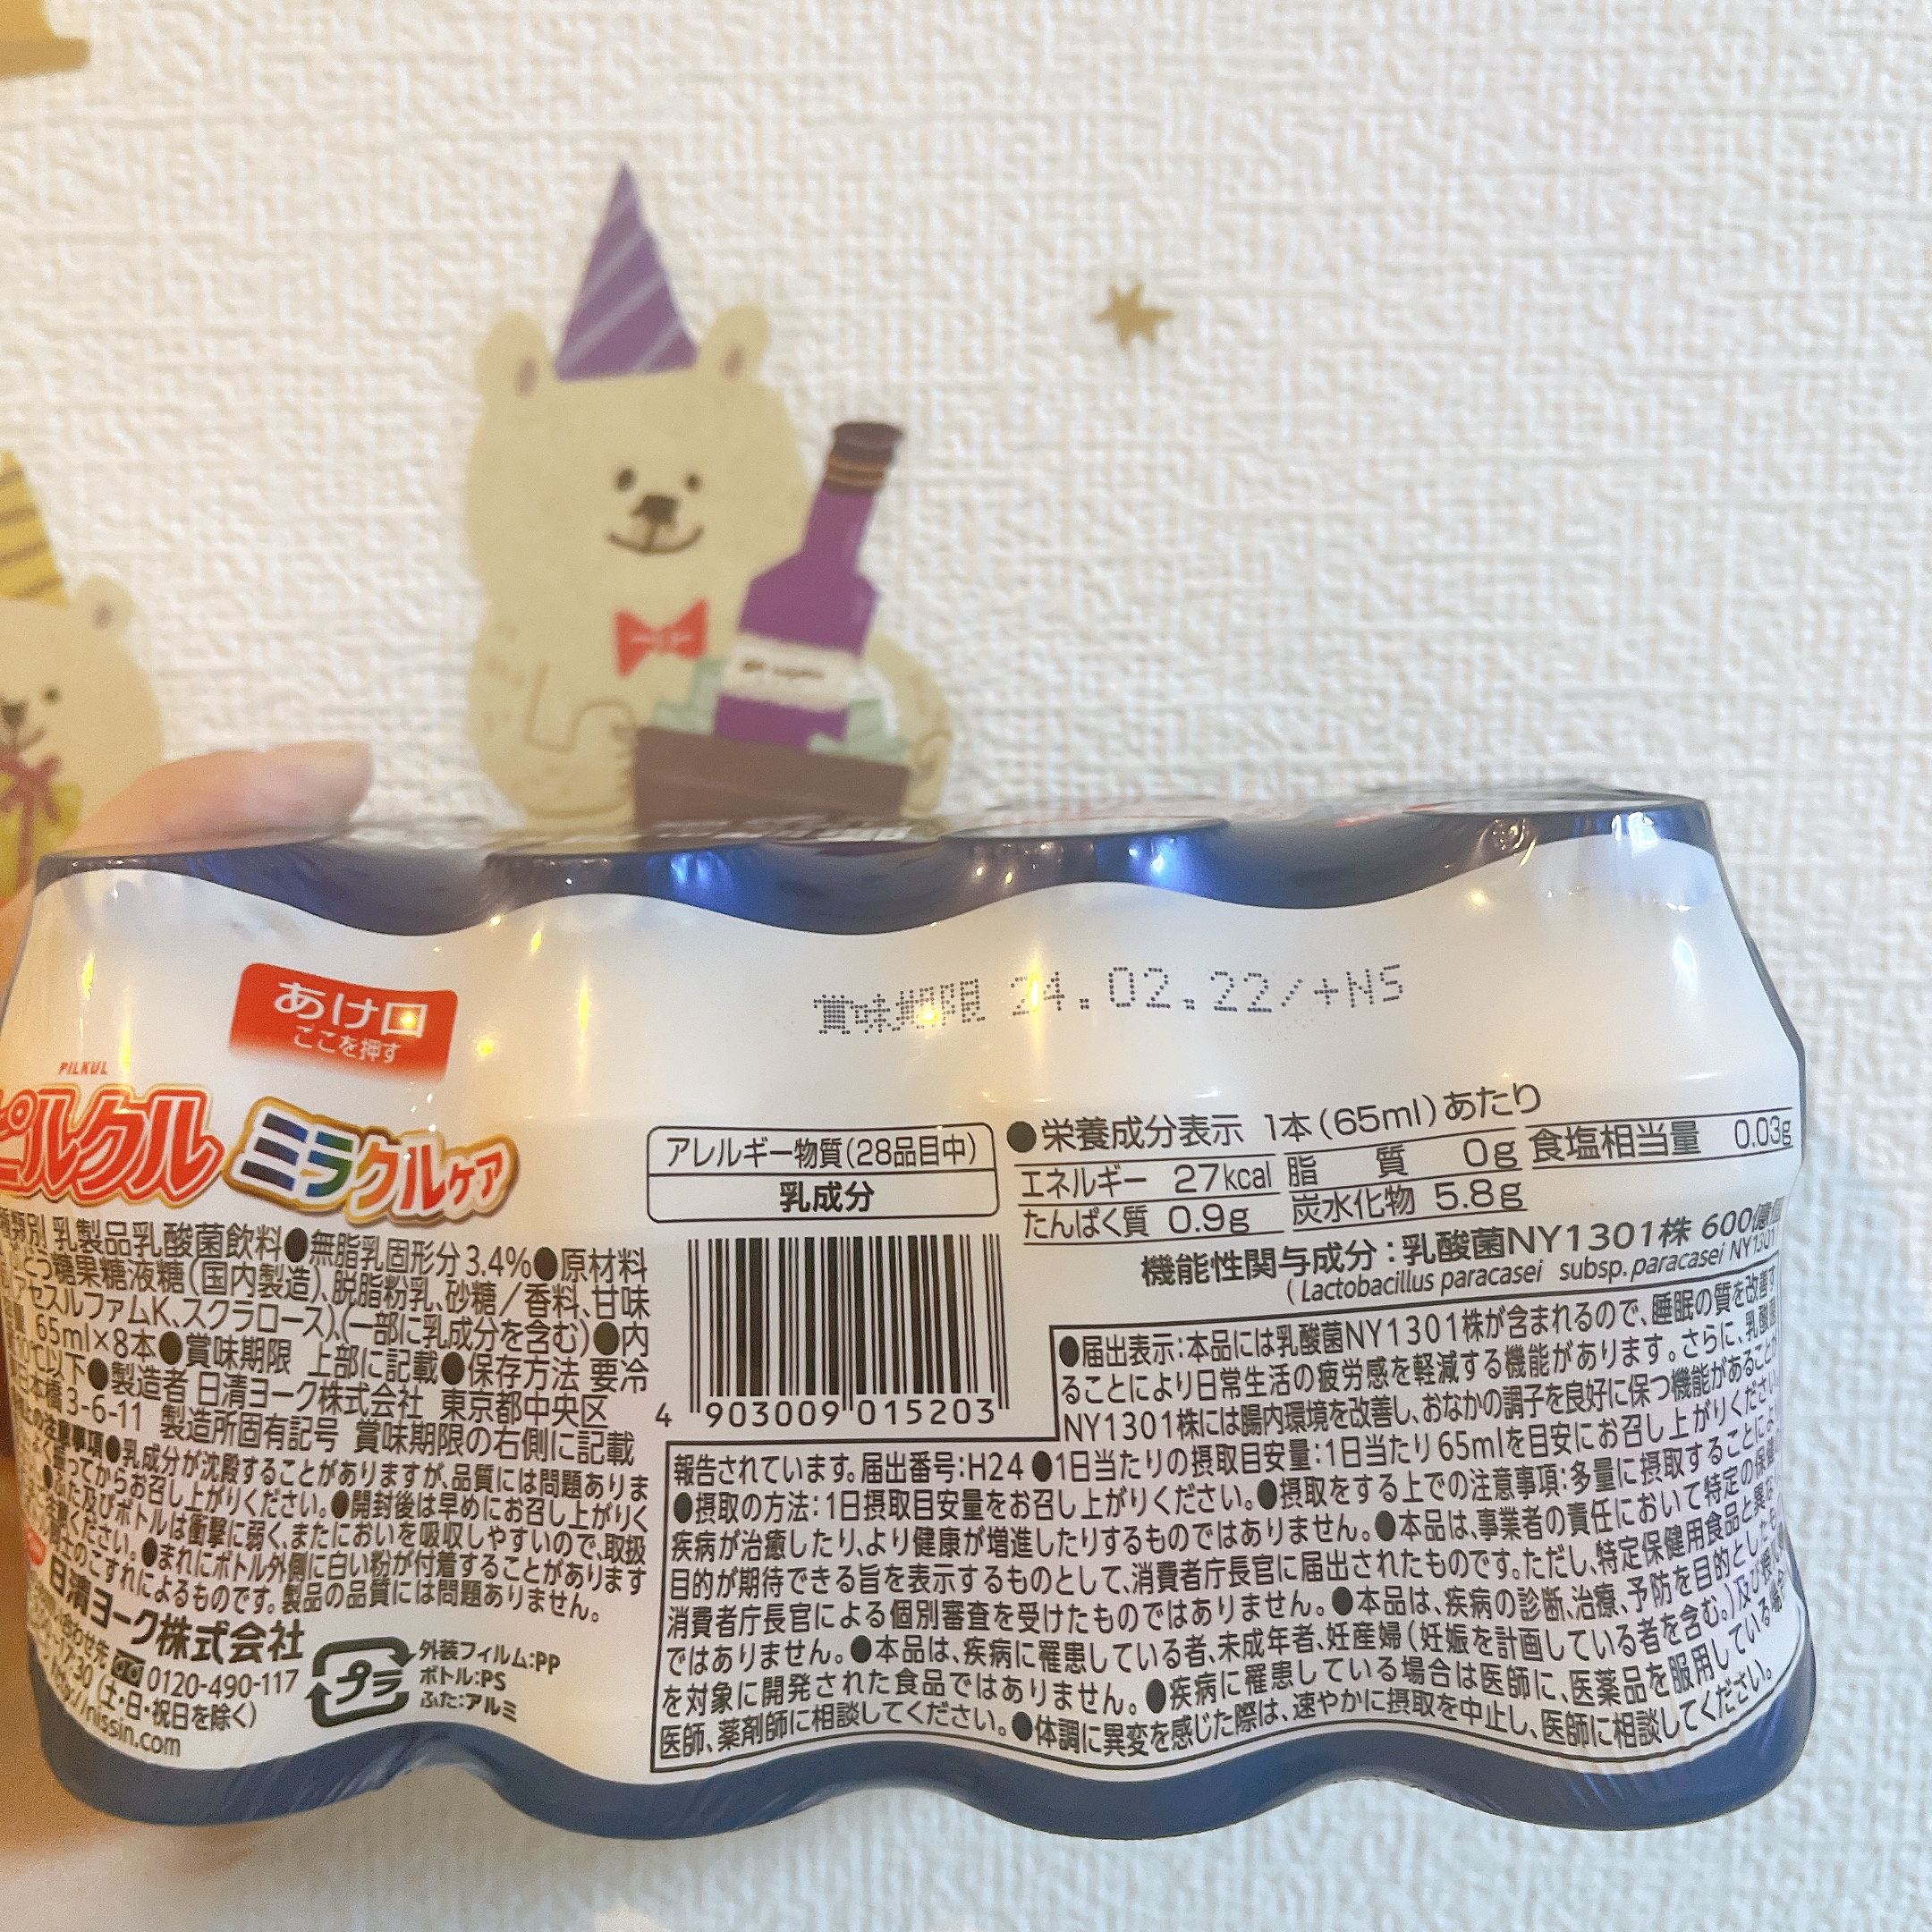 あけ口
ここを押す
賞味期限 24.02.22/+NS
PILKUL
ピルクル ミラクルケア
アレルギー物質(28品目中)
乳成分
●栄養成分表示 1本(65ml)あたり
エネルギー 27kcal 脂 質 0g 食塩相当量 0.03g
たんぱく質 0.9g 炭水化物 5.8g
機能性関与成分:乳酸菌NY1301株 600億個
(Lactobacillus paracasei subsp. paracasei NY1301
種類別 乳製品乳酸菌飲料●無脂乳固形分3.4%●原材料
ぶどう糖果糖液糖(国内製造)、脱脂粉乳、砂糖/香料、甘味
アセスルファムK、スクラロース)、(一部に乳成分を含む)●内
65ml×8本●賞味期限 上部に記載●保存方法 要冷
10℃以下●製造者 日清ヨーク株式会社 東京都中央区
日本橋3-6-11 製造所固有記号 賞味期限の右側に記載
上の注意事項●乳成分が沈殿することがありますが、品質には問題ありま
よく振ってからお召し上がりください。●開封後は早めにお召し上がりく
●ふた及びボトルは衝撃に弱く、またにおいを吸収しやすいので、取扱
注意ください。●まれにボトル外側に白い粉が付着することがあります
同士のこすれによるものです。製品の品質には問題ありません。
日清ヨーク株式会社
お問い合わせ先 0120-490-117
17:30(土・日・祝日を除く)
http://nissin.com
プラ
外装フィルム:PP
ボトル:PS
ふた:アルミ
4 903009 015203
●届出表示:本品には乳酸菌NY1301株が含まれるので、睡眠の質を改善す
ることにより日常生活の疲労感を軽減する機能があります。さらに、乳酸菌
NY1301株には腸内環境を改善し、おなかの調子を良好に保つ機能があることが
報告されています。届出番号:H24●1日当たりの摂取目安量:1日当たり65mlを目安にお召し上がりください。
●摂取の方法:1日摂取目安量をお召し上がりください。●摂取をする上での注意事項:多量に摂取することにより
疾病が治癒したり、より健康が増進したりするものではありません。●本品は、事業者の責任において特定の保健の
目的が期待できる旨を表示するものとして、消費者庁長官に届出されたものです。ただし、特定保健用食品と異なり
消費者庁長官による個別審査を受けたものではありません。●本品は、疾病の診断、治療、予防を目的としたもの
ではありません。●本品は、疾病に罹患している者、未成年者、妊産婦(妊娠を計画している者を含む。)及び授
を対象に開発された食品ではありません。●疾病に罹患している場合は医師に、医薬品を服用している場合
医師、薬剤師に相談してください。●体調に異変を感じた際は、速やかに摂取を中止し、医師に相談してください。